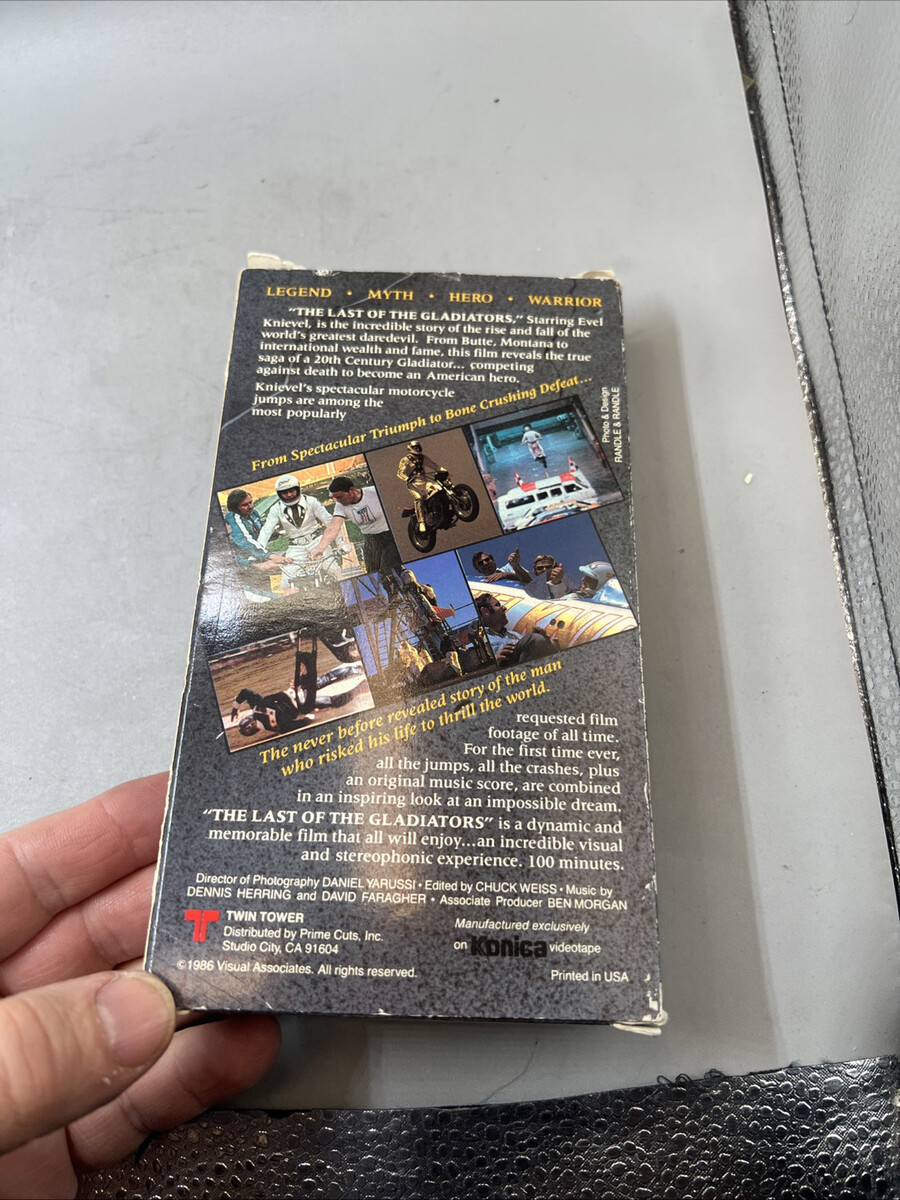 LEGEND • MYTH • HERO • WARRIOR
"THE LAST OF THE GLADIATORS," Starring Evel
Knievel, is the incredible story of the rise and fall of the
world's greatest daredevil. From Butte, Montana to
international wealth and fame, this film reveals the true
saga of a 20th Century Gladiator... competing
against death to become an American hero.
Knievel's spectacular motorcycle
jumps are among the
most popularly
From Spectacular Triumph to Bone Crushing Defeat...
Photo & Design
RANDLE & RANDLE
The never before revealed story of the man
who risked his life to thrill the world.
requested film
footage of all time.
For the first time ever,
all the jumps, all the crashes, plus
an original music score, are combined
in an inspiring look at an impossible dream.
"THE LAST OF THE GLADIATORS" is a dynamic and
memorable film that all will enjoy...an incredible visual
and stereophonic experience. 100 minutes.
Director of Photography DANIEL YARUSSI • Edited by CHUCK WEISS • Music by
DENNIS HERRING and DAVID FARAGHER • Associate Producer BEN MORGAN
TWIN TOWER
Distributed by Prime Cuts, Inc.
Studio City, CA 91604
©1986 Visual Associates. All rights reserved.
Manufactured exclusively
on Konica videotape
Printed in USA